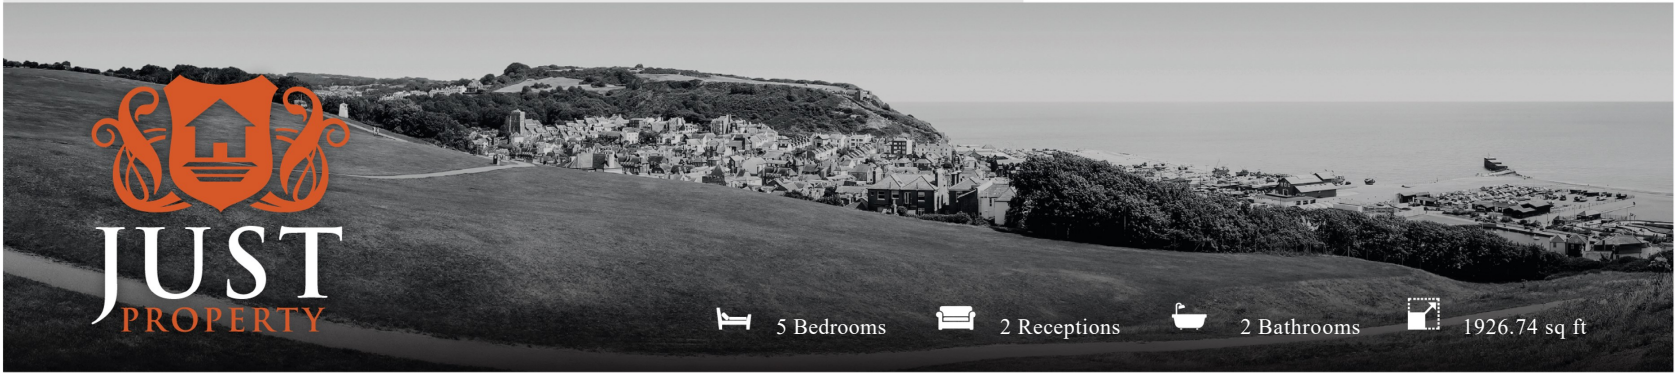 JUST
PROPERTY
5 Bedrooms 2 Receptions 2 Bathrooms 1926.74 sq ft